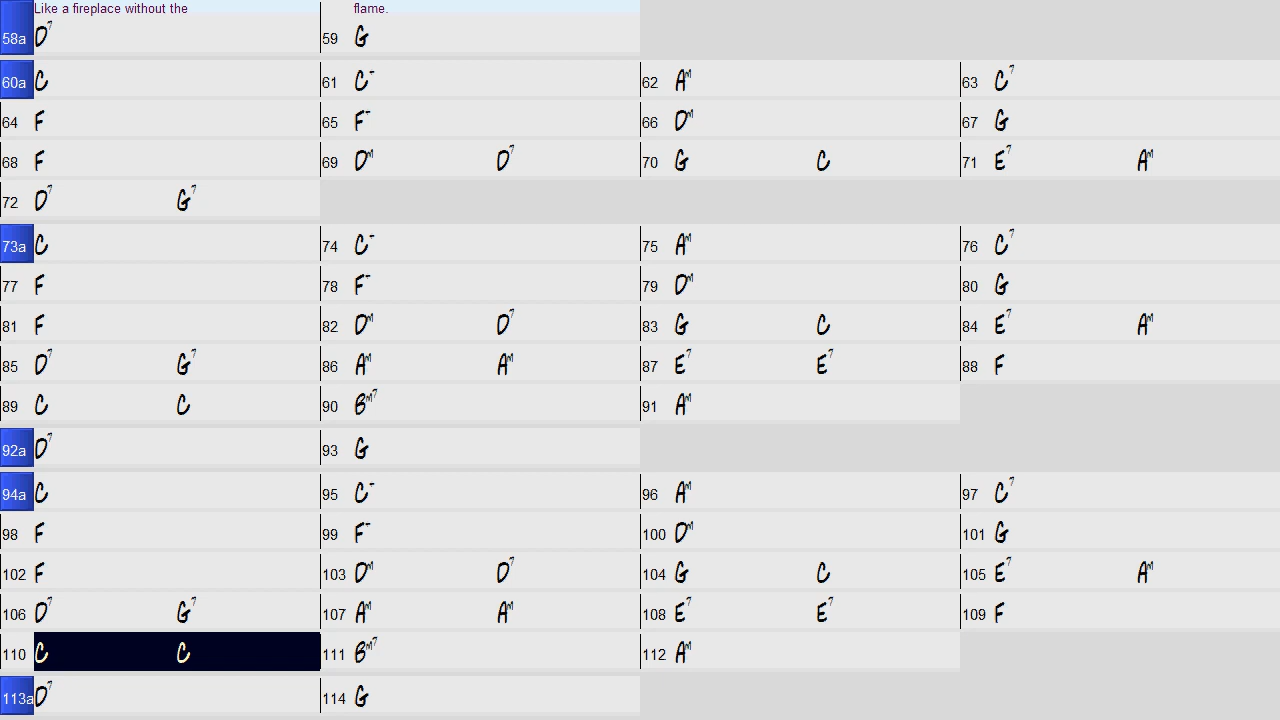 Like a fireplace without the flame.
58a D7 59 G
60a C 61 C+ 62 Am 63 C7
64 F 65 F+ 66 Dm 67 G
68 F 69 Dm D7 70 G C 71 E7 Am
72 D7 G7
73a C 74 C+ 75 Am 76 C7
77 F 78 F+ 79 Dm 80 G
81 F 82 Dm D7 83 G C 84 E7 Am
85 D7 G7 86 Am Am 87 E7 E7 88 F
89 C C 90 Bm7 91 Am
92a D7 93 G
94a C 95 C+ 96 Am 97 C7
98 F 99 F+ 100 Dm 101 G
102 F 103 Dm D7 104 G C 105 E7 Am
106 D7 G7 107 Am Am 108 E7 E7 109 F
110 C C 111 Bm7 112 Am
113a D7 114 G